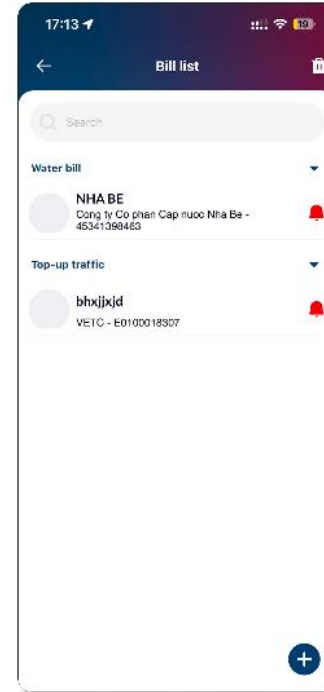 17:13
19
Bill list
Search
Water bill
NHA BE
Cong ty Co phan Cap nuoc Nha Be -
45341398463
Top-up traffic
bhxjjxjd
VETC - E0100018307